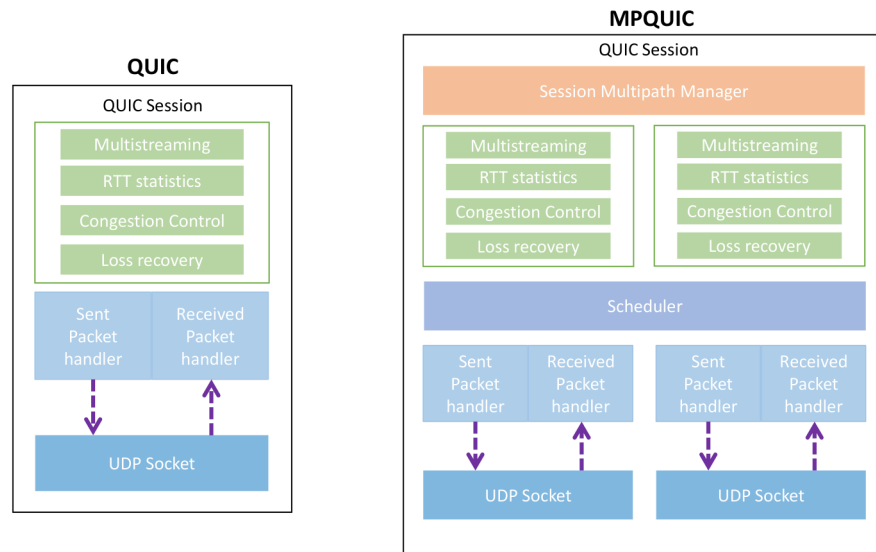 QUIC
QUIC Session
Multistreaming
RTT statistics
Congestion Control
Loss recovery
Sent
Packet
handler
Received
Packet
handler
UDP Socket
MPQUIC
QUIC Session
Session Multipath Manager
Multistreaming
RTT statistics
Congestion Control
Loss recovery
Multistreaming
RTT statistics
Congestion Control
Loss recovery
Scheduler
Sent
Packet
handler
Received
Packet
handler
Sent
Packet
handler
Received
Packet
handler
UDP Socket
UDP Socket